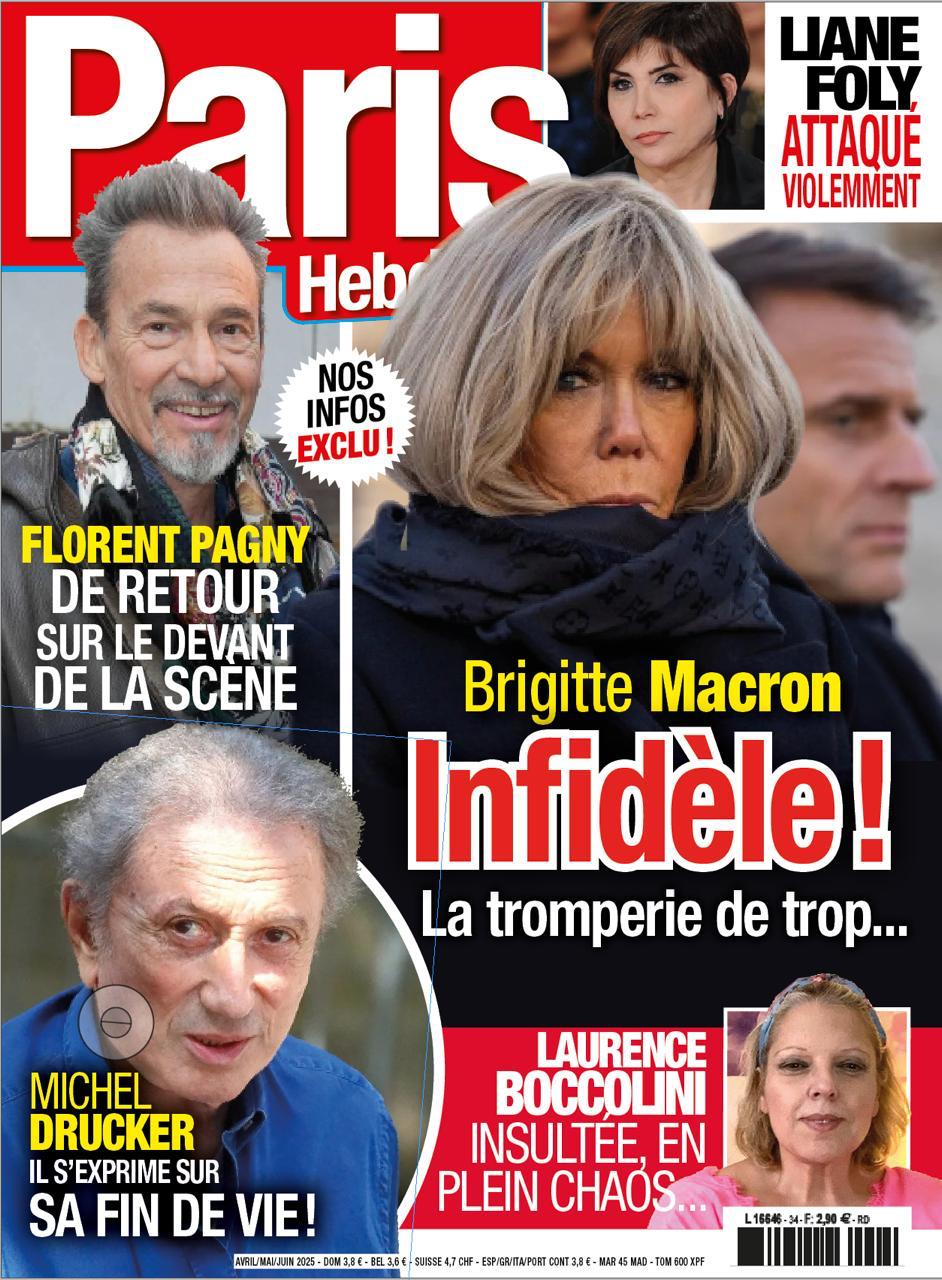 Paris
Hebd
LIANE
FOLY
ATTAQUÉ
VIOLEMMENT
NOS
INFOS
EXCLU !
FLORENT PAGNY
DE RETOUR
SUR LE DEVANT
DE LA SCÈNE
Brigitte Macron
Infidèle !
La tromperie de trop...
MICHEL
DRUCKER
IL S'EXPRIME SUR
SA FIN DE VIE !
LAURENCE
BOCCOLINI
INSULTÉE, EN
PLEIN CHAOS...
L 16646 - 34 - F: 2,90 € - RD
AVRIL/MAI/JUIN 2025 - DOM 3,8 € - BEL 3,6 € - SUISSE 4,7 CHF - ESP/GR/ITA/PORT CONT 3,8 € - MAR 45 MAD - TOM 600 XPF